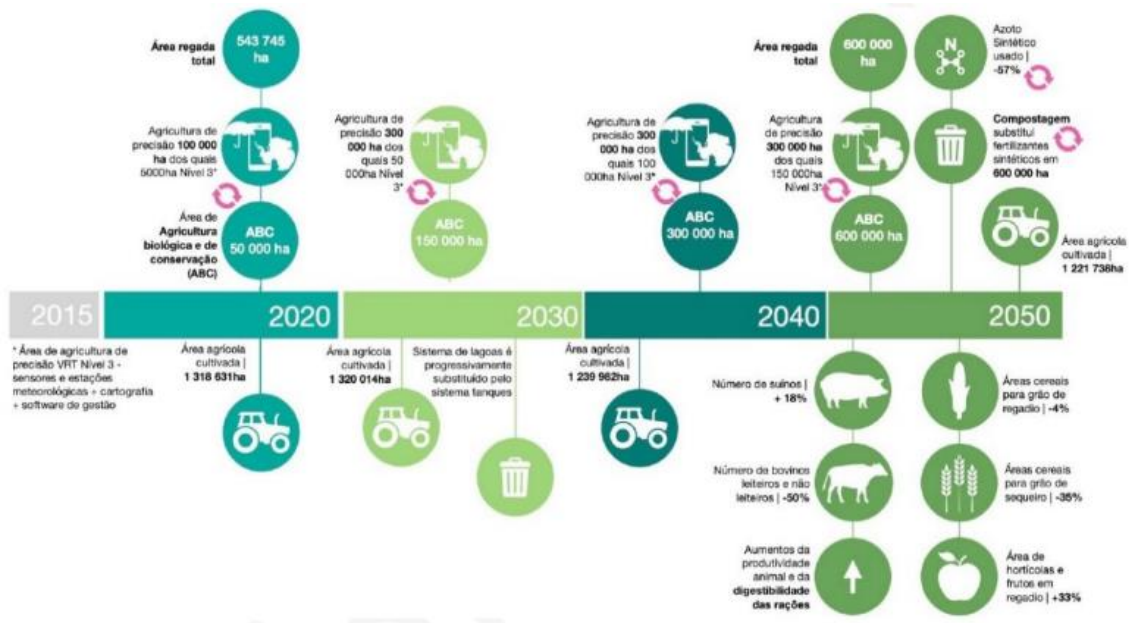 Área regada
total
543 745
ha
Agricultura de
precisão 100 000
ha dos quais
5000ha Nível 3*
Área de
Agricultura
biológica e de
conservação
(ABC)
ABC
50 000 ha
Agricultura de
precisão 300
000 ha dos
quais 50
000ha Nível
3*
ABC
150 000 ha
Agricultura de
precisão 300
000 ha dos
quais 100
000ha Nível 3*
ABC
300 000 ha
Área regada
total
600 000
ha
Agricultura
de precisão
300 000 ha
dos quais
150 000ha
Nível 3*
ABC
600 000 ha
N
Azoto
Sintético
usado |
-57%
Compostagem
substitui
fertilizantes
sintéticos em
600 000 ha
Área agrícola
cultivada |
1 221 738ha
2015
2020
2030
2040
2050
* Área de agricultura de
precisão VRT Nível 3 -
sensores e estações
meteorológicas + cartografia
+ software de gestão
Área agrícola
cultivada |
1 318 631ha
Área agrícola
cultivada |
1 320 014ha
Sistema de lagoas é
progressivamente
substituído pelo
sistema tanques
Área agrícola
cultivada |
1 239 962ha
Número de suínos |
+ 18%
Número de bovinos
leiteiros e não
leiteiros | -50%
Aumentos da
produtividade
animal e da
digestibilidade
das rações
Áreas cereais
para grão de
regadio | -4%
Áreas cereais
para grão de
sequeiro | -35%
Área de
hortícolas e
frutos em
regadio | +33%